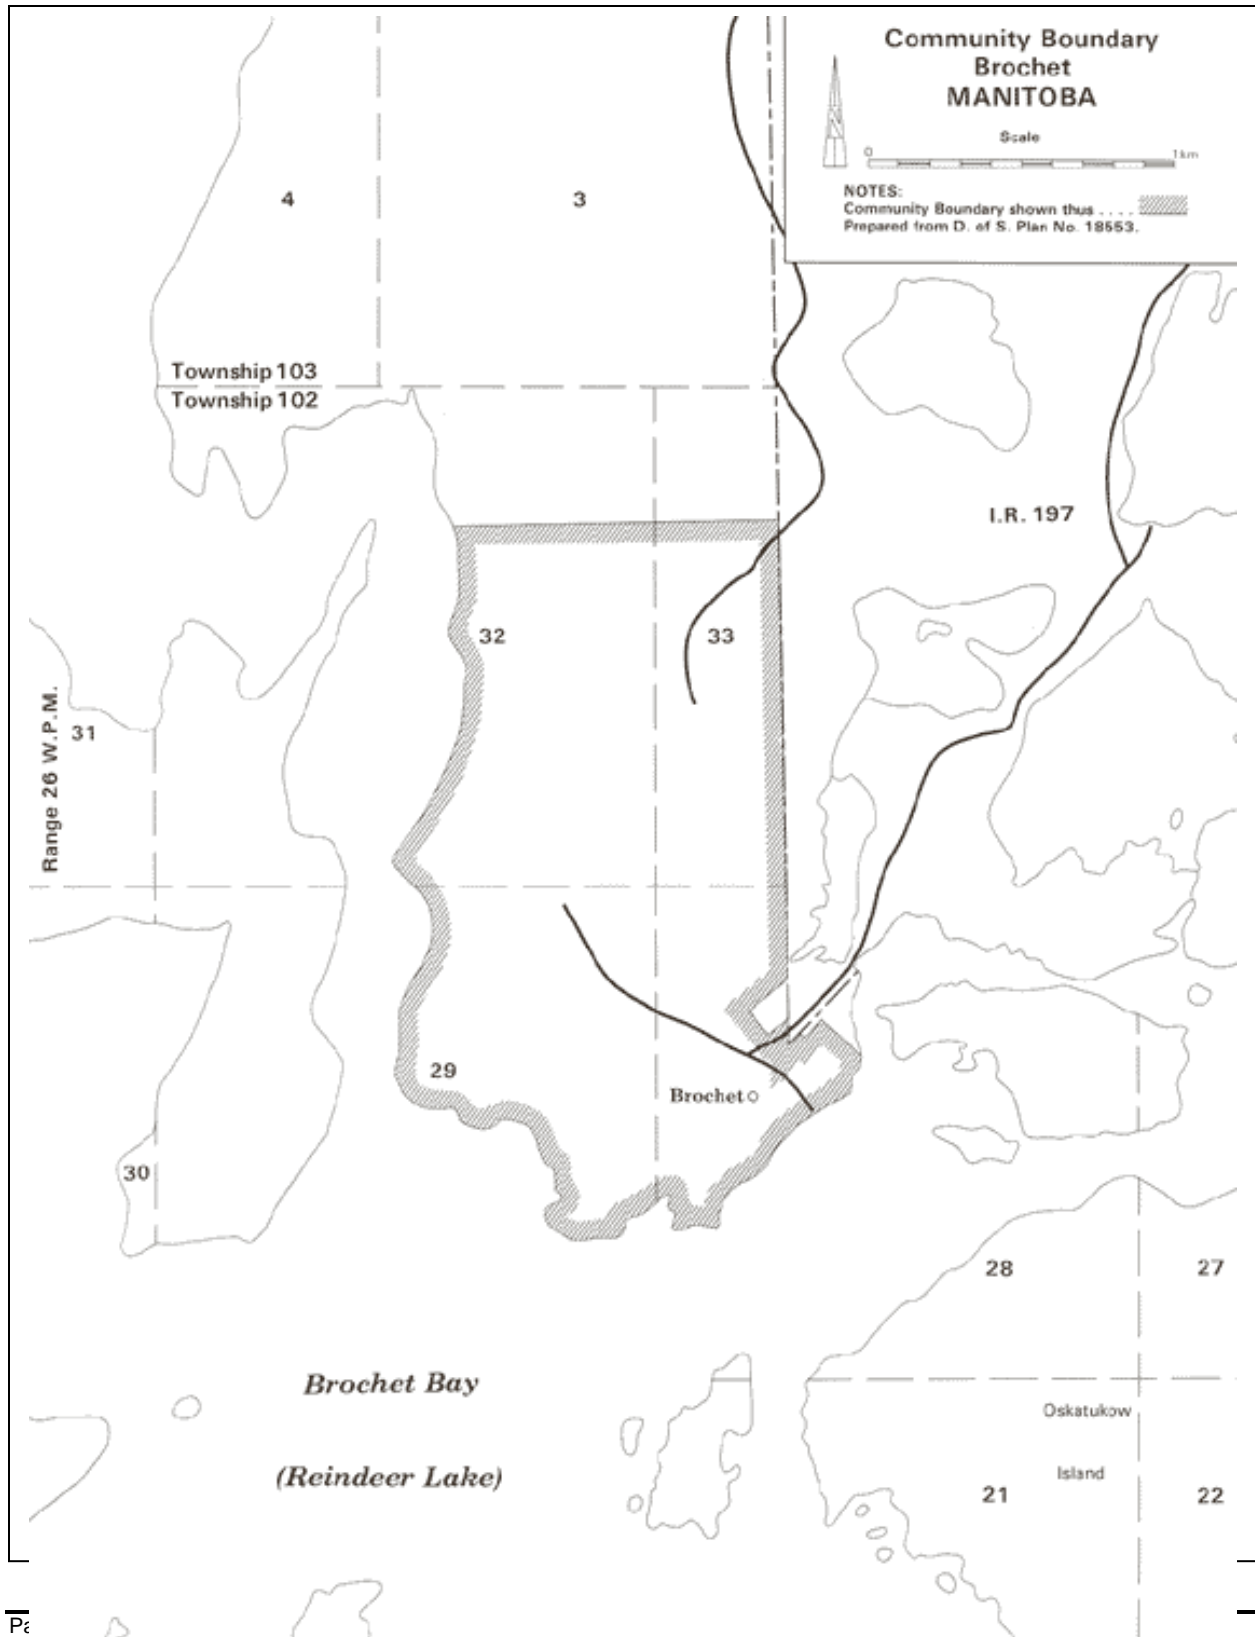 Community Boundary
Brochet
MANITOBA
Scale
0 1 km
NOTES:
Community Boundary shown thus . . . .
Prepared from D. of S. Plan No. 18553.
4
3
Township 103
Township 102
I.R. 197
32
33
31
Range 26 W.P.M.
29
Brochet
30
28
27
Brochet Bay
Oskatukow
(Reindeer Lake)
Island
21
22